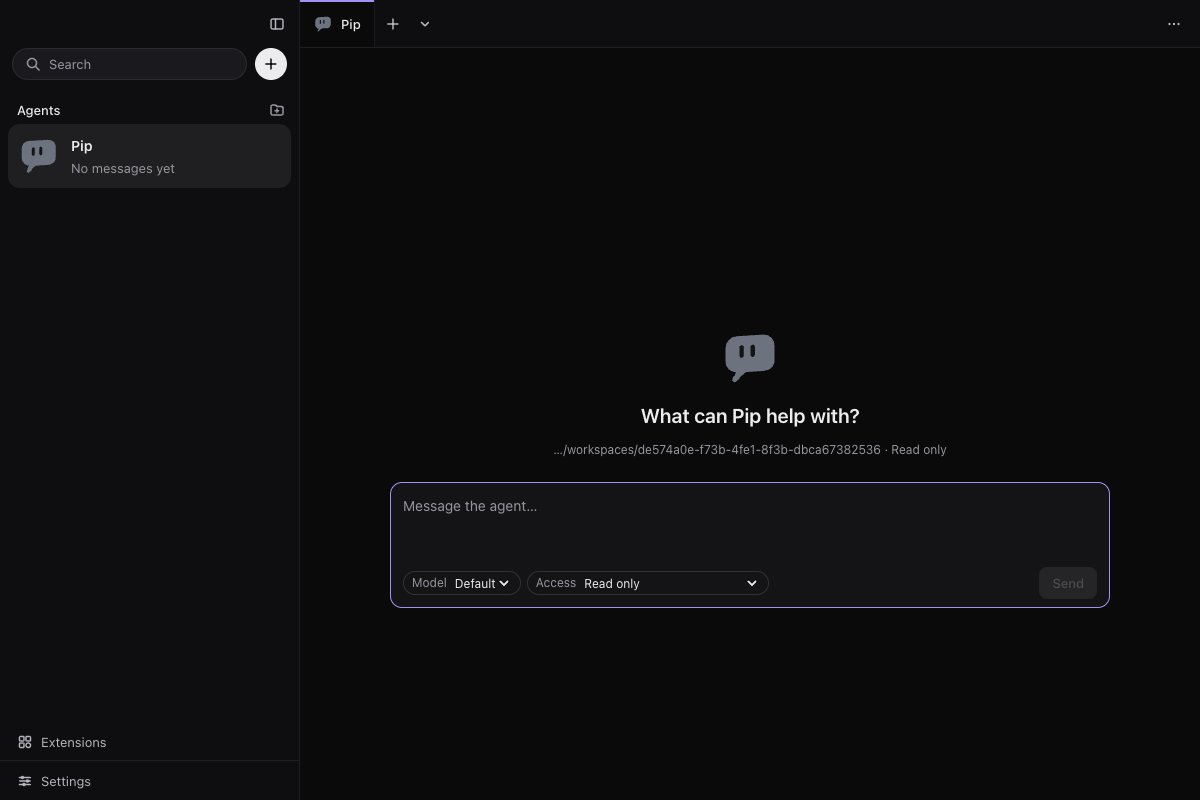 Pip
Search
Agents
Pip
No messages yet
What can Pip help with?
.../workspaces/de574a0e-f73b-4fe1-8f3b-dbca67382536 · Read only
Message the agent...
Model Default
Access Read only
Send
Extensions
Settings